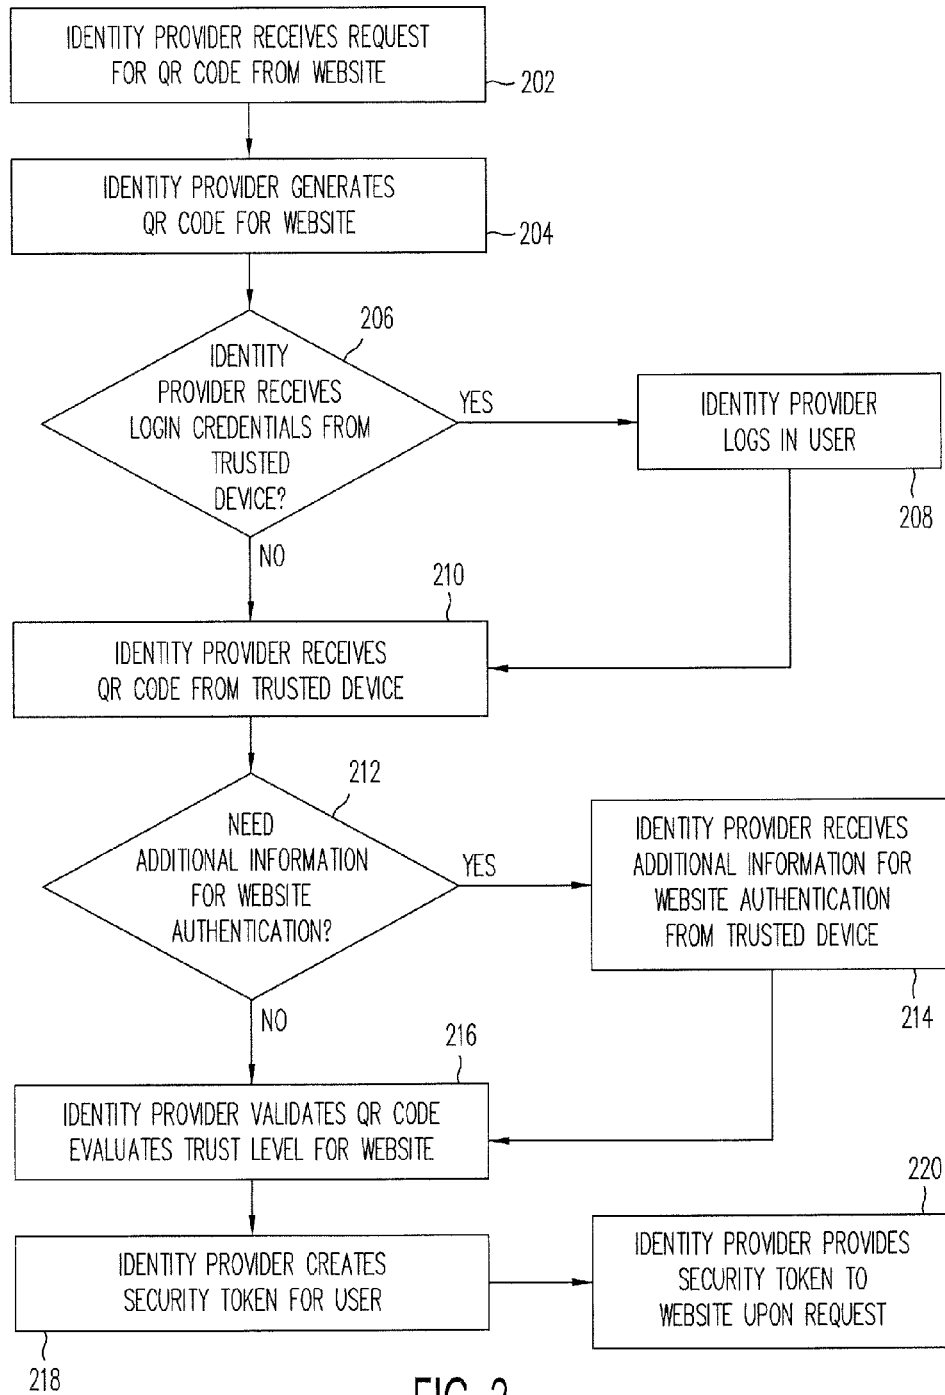 IDENTITY PROVIDER RECEIVES REQUEST
FOR QR CODE FROM WEBSITE
202
IDENTITY PROVIDER GENERATES
QR CODE FOR WEBSITE
204
206
IDENTITY
PROVIDER RECEIVES
LOGIN CREDENTIALS FROM
TRUSTED
DEVICE?
YES
IDENTITY PROVIDER
LOGS IN USER
208
NO
210
IDENTITY PROVIDER RECEIVES
QR CODE FROM TRUSTED DEVICE
212
NEED
ADDITIONAL INFORMATION
FOR WEBSITE
AUTHENTICATION?
YES
IDENTITY PROVIDER RECEIVES
ADDITIONAL INFORMATION FOR
WEBSITE AUTHENTICATION
FROM TRUSTED DEVICE
214
NO
216
IDENTITY PROVIDER VALIDATES QR CODE
EVALUATES TRUST LEVEL FOR WEBSITE
220
IDENTITY PROVIDER CREATES
SECURITY TOKEN FOR USER
218
IDENTITY PROVIDER PROVIDES
SECURITY TOKEN TO
WEBSITE UPON REQUEST
FIG. 2